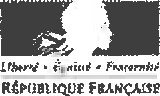 Liberté • Égalité • Fraternité
RÉPUBLIQUE FRANÇAISE